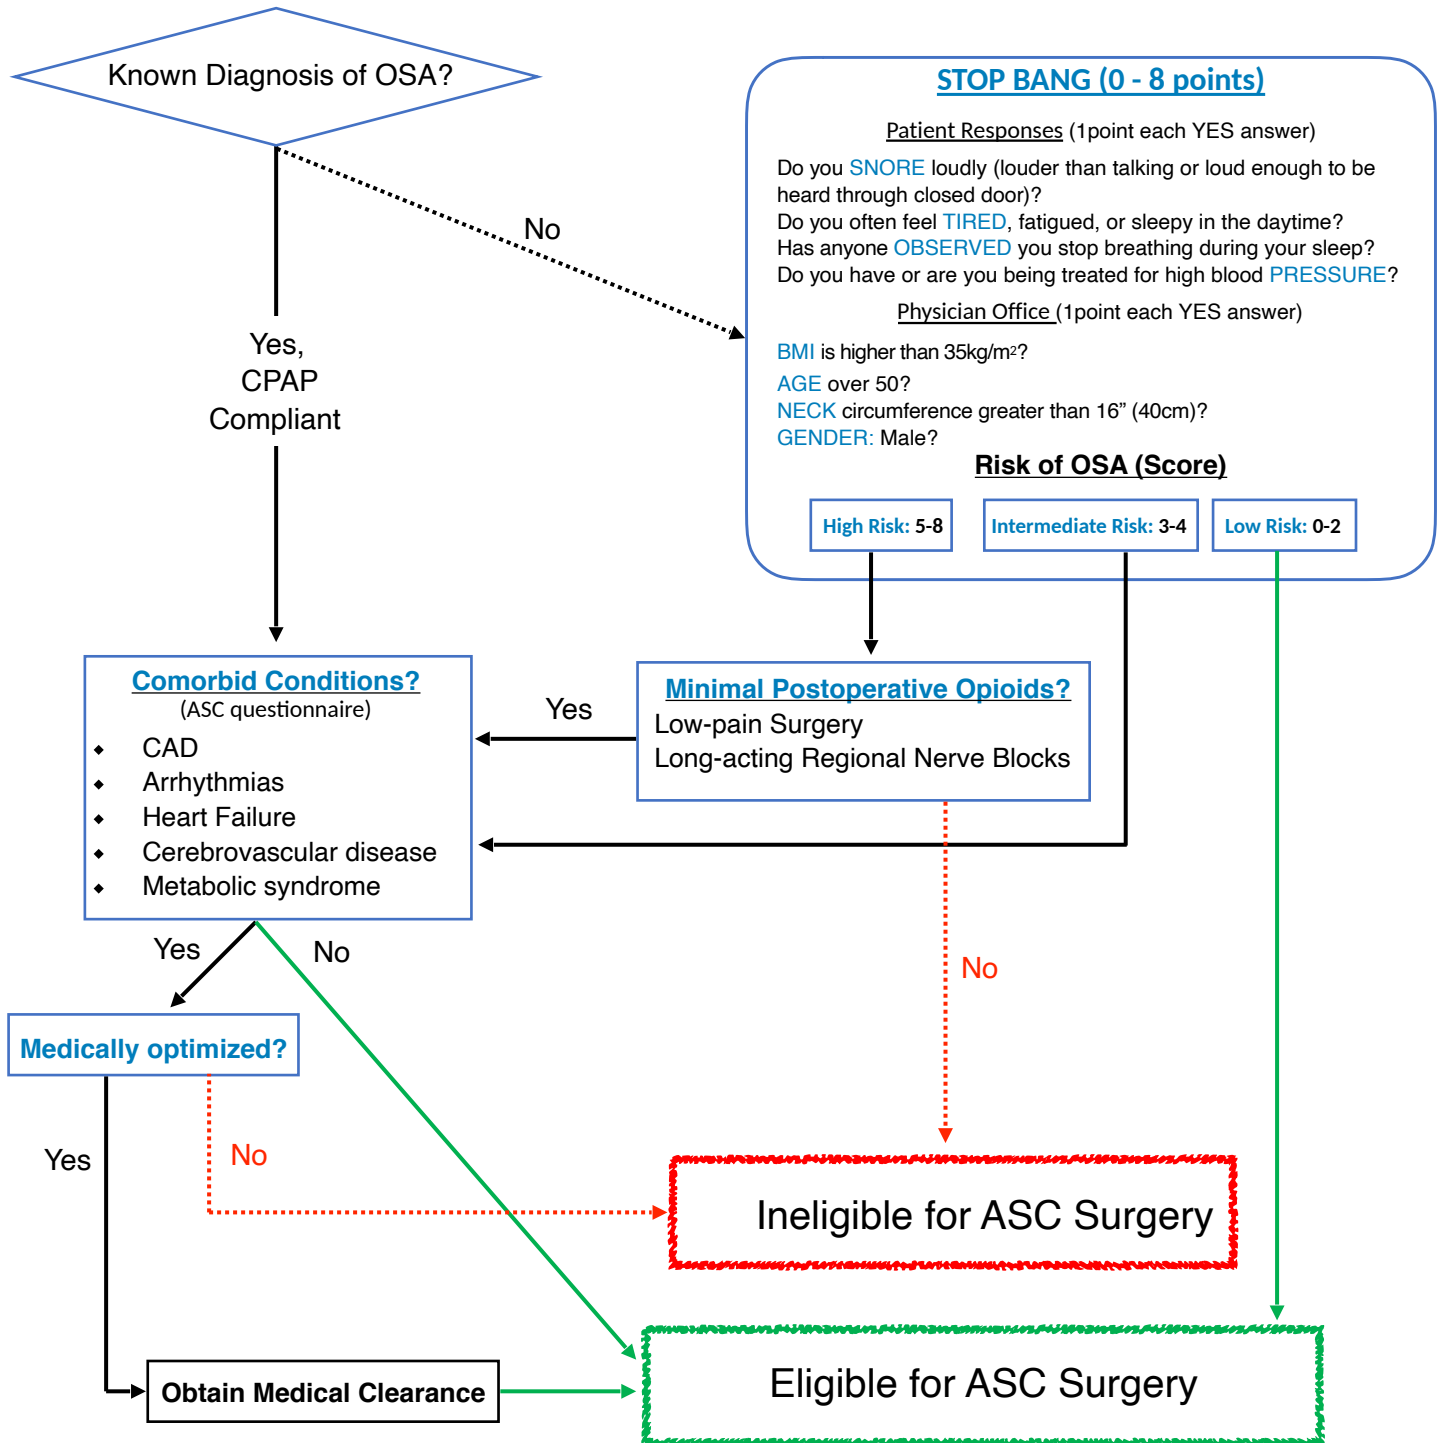 Known Diagnosis of OSA?
STOP BANG (0 - 8 points)
Patient Responses (1point each YES answer)
Do you SNORE loudly (louder than talking or loud enough to be
heard through closed door)?
Do you often feel TIRED, fatigued, or sleepy in the daytime?
Has anyone OBSERVED you stop breathing during your sleep?
Do you have or are you being treated for high blood PRESSURE?
Physician Office (1point each YES answer)
BMI is higher than 35kg/m²?
AGE over 50?
NECK circumference greater than 16” (40cm)?
GENDER: Male?
Risk of OSA (Score)
High Risk: 5-8
Intermediate Risk: 3-4
Low Risk: 0-2
No
Yes,
CPAP
Compliant
Comorbid Conditions?
(ASC questionnaire)
◆ CAD
◆ Arrhythmias
◆ Heart Failure
◆ Cerebrovascular disease
◆ Metabolic syndrome
Yes
Minimal Postoperative Opioids?
Low-pain Surgery
Long-acting Regional Nerve Blocks
Yes
No
No
Medically optimized?
Yes
No
Ineligible for ASC Surgery
Obtain Medical Clearance
Eligible for ASC Surgery